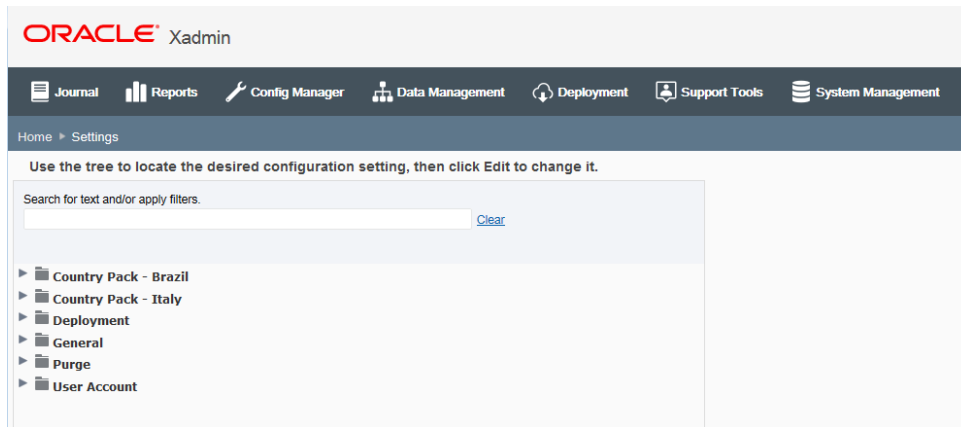 ORACLE® Xadmin
Journal Reports Config Manager Data Management Deployment Support Tools System Management
Home Settings
Use the tree to locate the desired configuration setting, then click Edit to change it.
Search for text and/or apply filters.
Clear
Country Pack - Brazil
Country Pack - Italy
Deployment
General
Purge
User Account